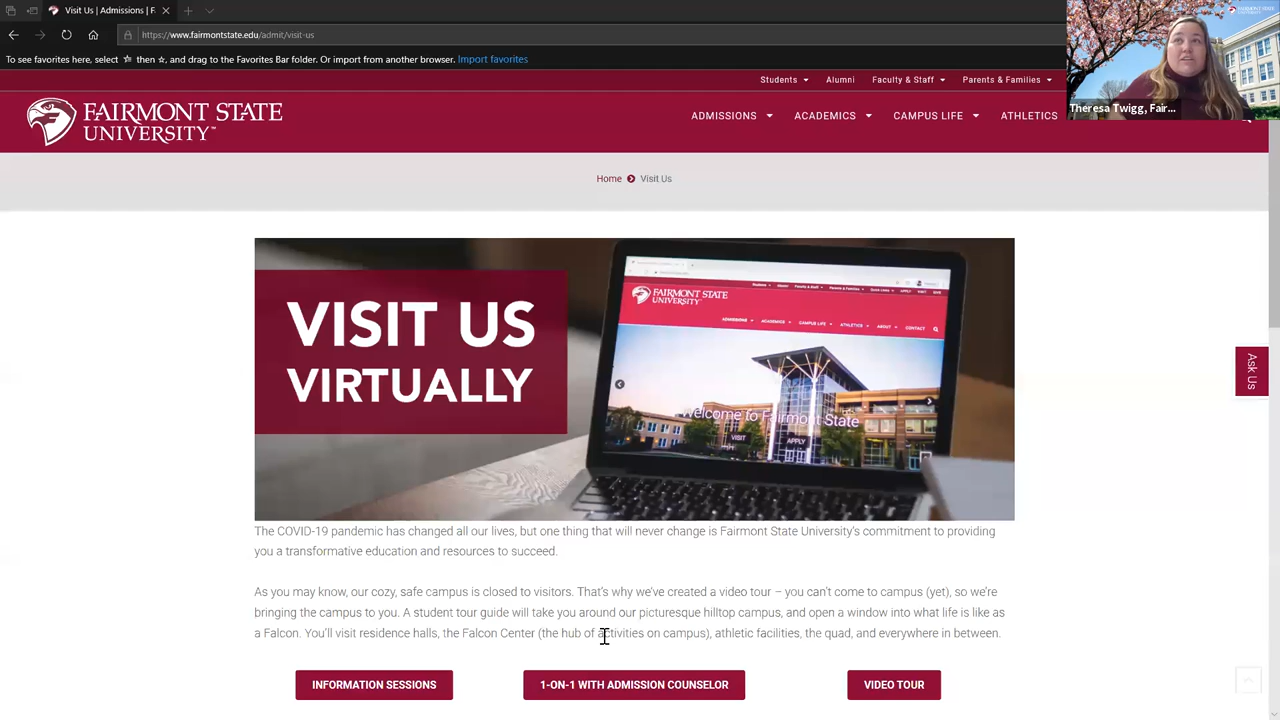 Visit Us | Admissions | F
https://www.fairmontstate.edu/admit/visit-us
To see favorites here, select then , and drag to the Favorites Bar folder. Or import from another browser. Import favorites
Students Alumni Faculty & Staff Parents & Families
FAIRMONT STATE
UNIVERSITY
ADMISSIONS ACADEMICS CAMPUS LIFE ATHLETICS
Theresa Twigg, Fair...
Home Visit Us
VISIT US
VIRTUALLY
FAIRMONT STATE
UNIVERSITY
ADMISSIONS ACADEMICS CAMPUS LIFE ATHLETICS ABOUT CONTACT
Welcome to Fairmont State
VISIT APPLY
Ask Us
The COVID-19 pandemic has changed all our lives, but one thing that will never change is Fairmont State University's commitment to providing
you a transformative education and resources to succeed.
As you may know, our cozy, safe campus is closed to visitors. That's why we've created a video tour – you can't come to campus (yet), so we're
bringing the campus to you. A student tour guide will take you around our picturesque hilltop campus, and open a window into what life is like as
a Falcon. You'll visit residence halls, the Falcon Center (the hub of activities on campus), athletic facilities, the quad, and everywhere in between.
INFORMATION SESSIONS 1-ON-1 WITH ADMISSION COUNSELOR VIDEO TOUR